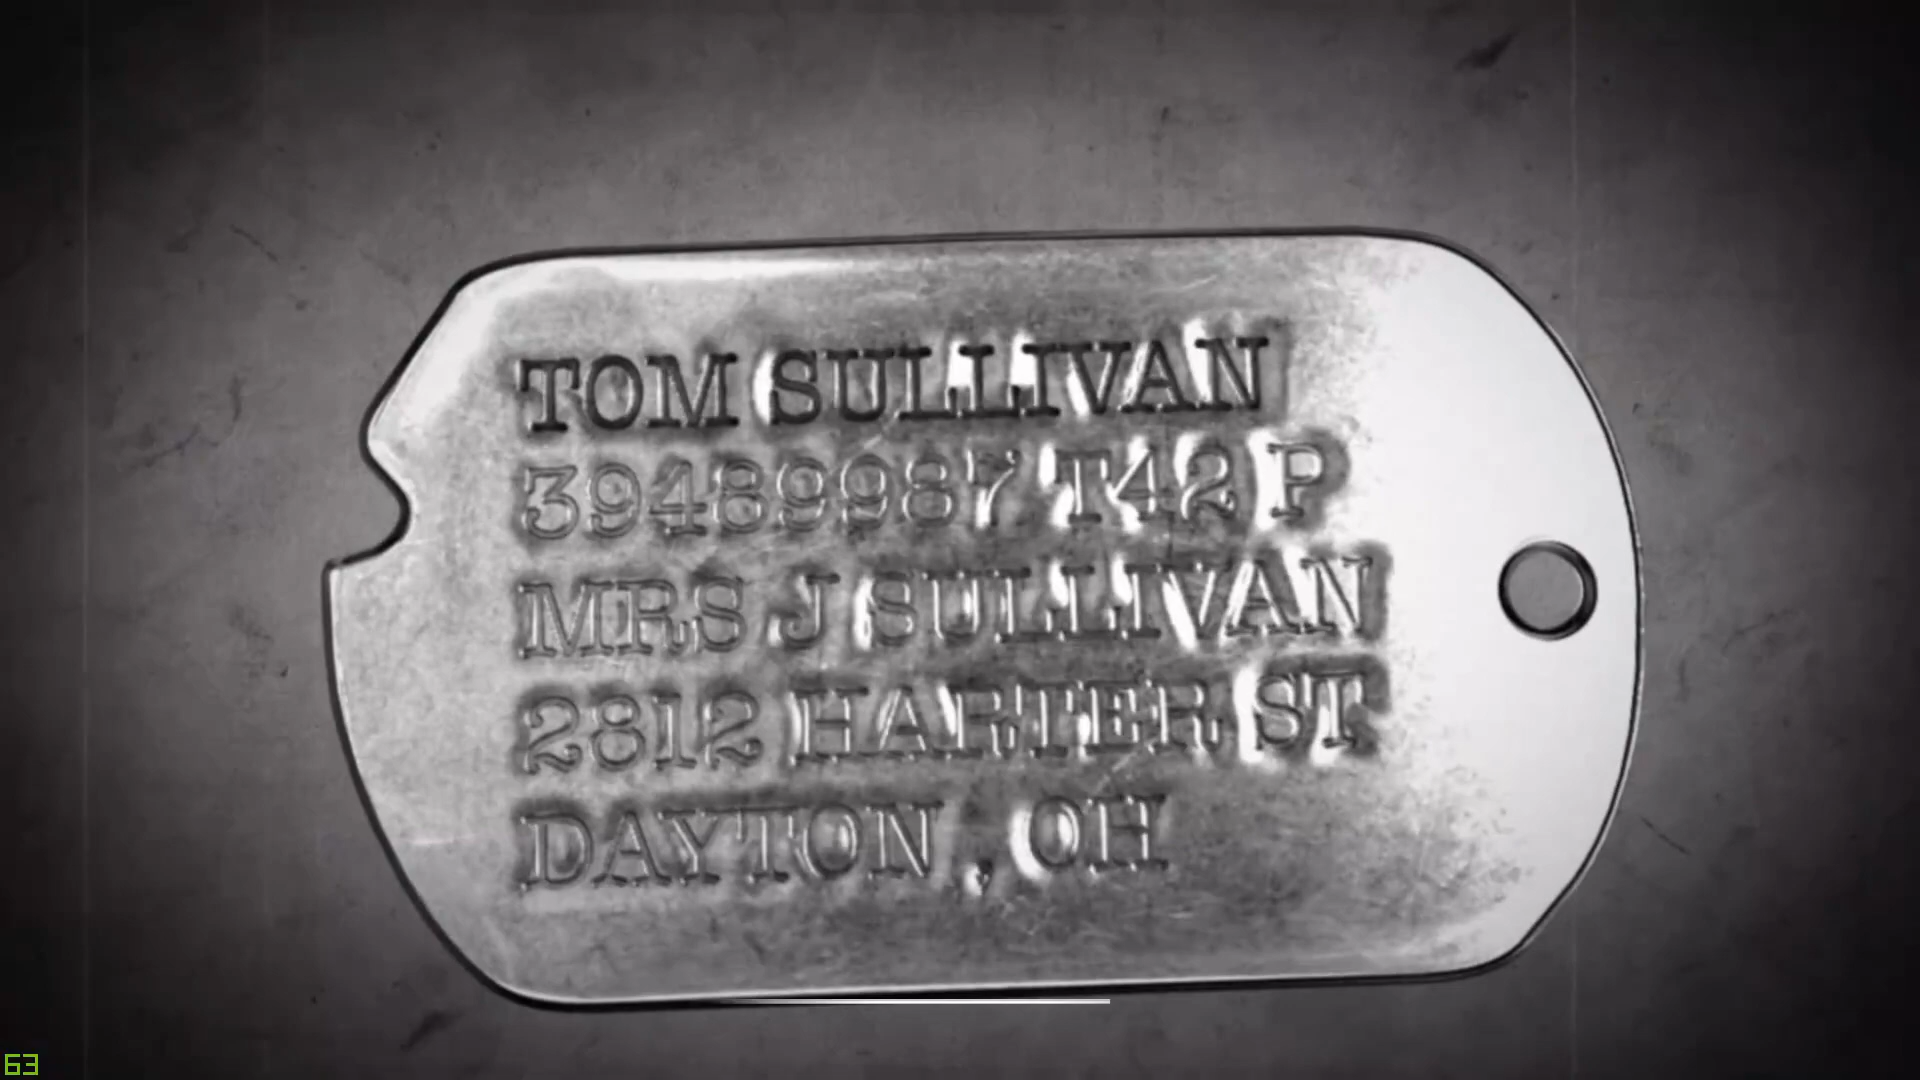 TOM SULLIVAN
39489987 T42 P
MRS J SULLIVAN
2812 HARTER ST
DAYTON , OH
63